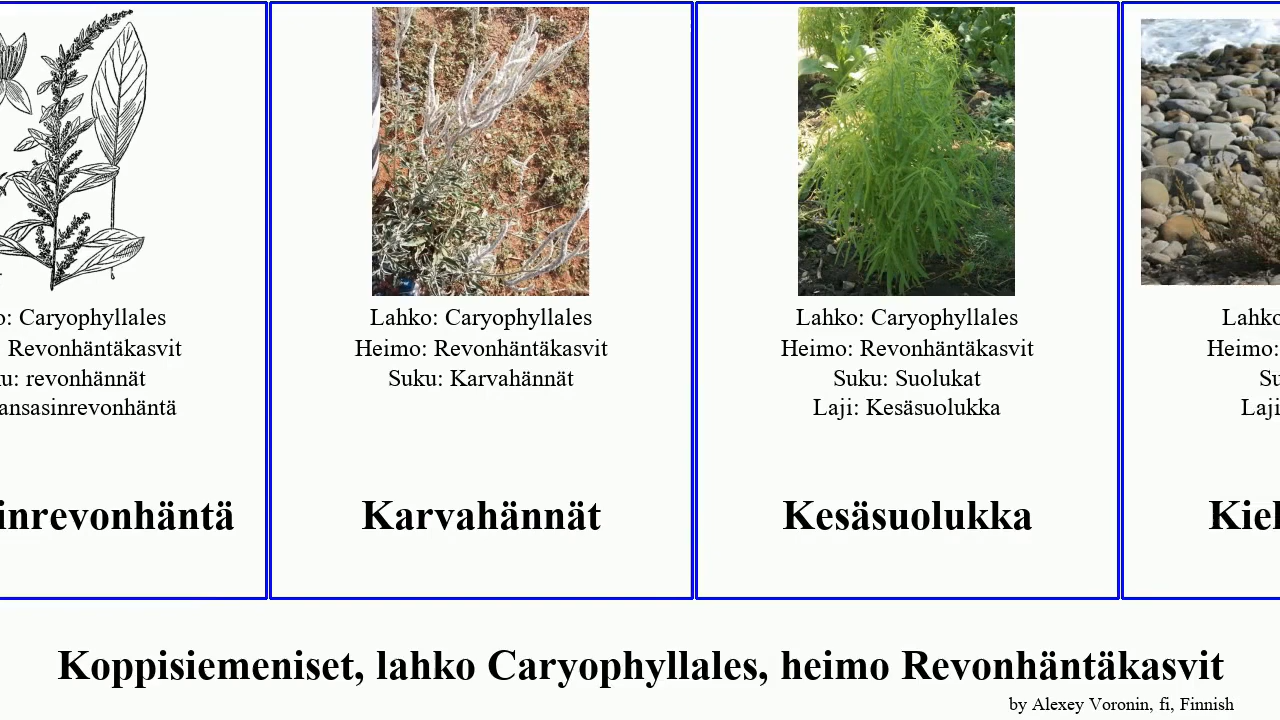 o: Caryophyllales
Revonhäntäkasvit
u: revonhännät
ansasinrevonhäntä
inrevonhäntä
Lahko: Caryophyllales
Heimo: Revonhäntäkasvit
Suku: Karvahännät
Karvahännät
Lahko: Caryophyllales
Heimo: Revonhäntäkasvit
Suku: Suolukat
Laji: Kesäsuolukka
Kesäsuolukka
Lahko
Heimo:
Su
Laji
Kiel
Koppisiemeniset, lahko Caryophyllales, heimo Revonhäntäkasvit
by Alexey Voronin, fi, Finnish